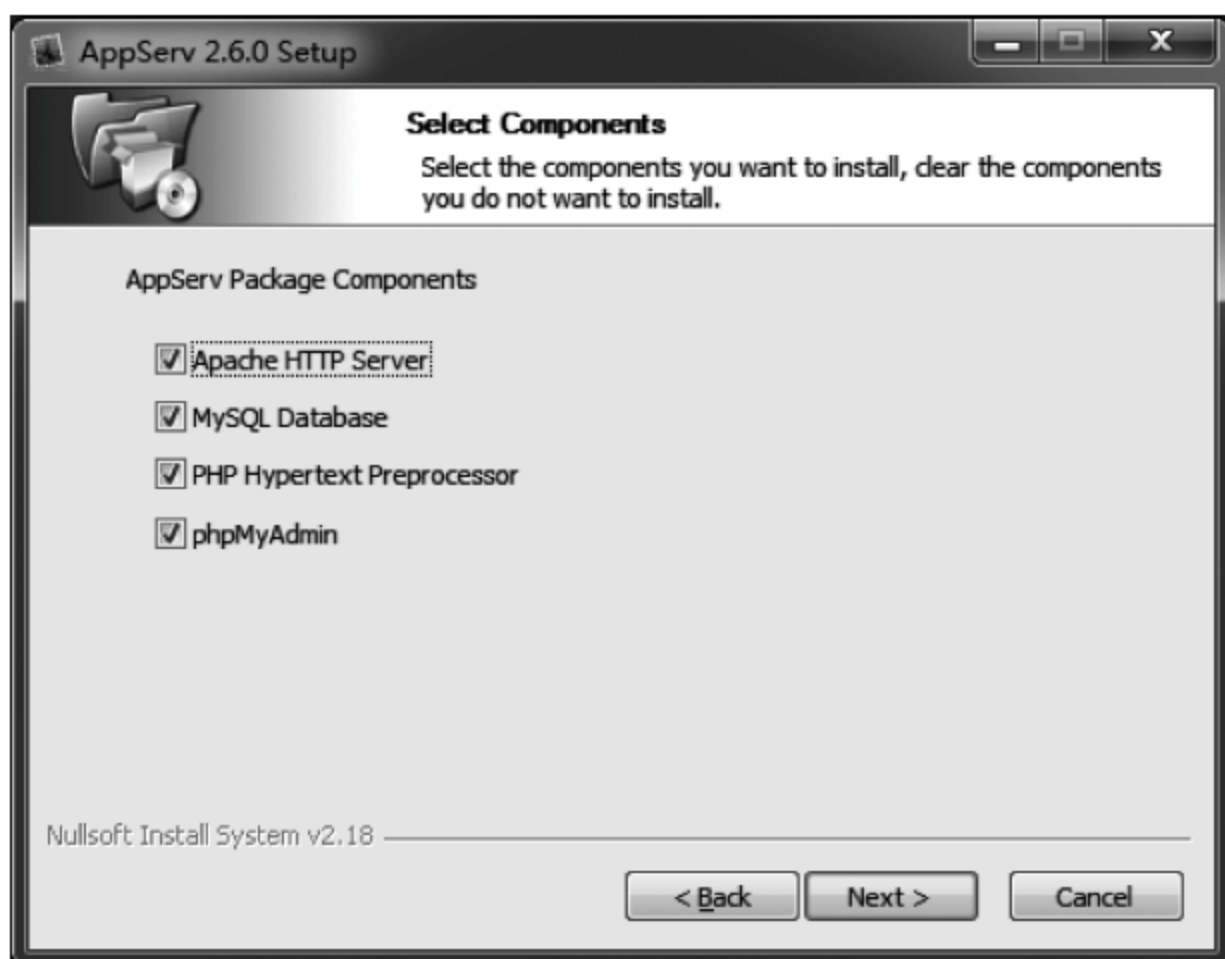 AppServ 2.6.0 Setup
Select Components
Select the components you want to install, clear the components
you do not want to install.
AppServ Package Components
Apache HTTP Server
MySQL Database
PHP Hypertext Preprocessor
phpMyAdmin
Nullsoft Install System v2.18
< Back
Next >
Cancel